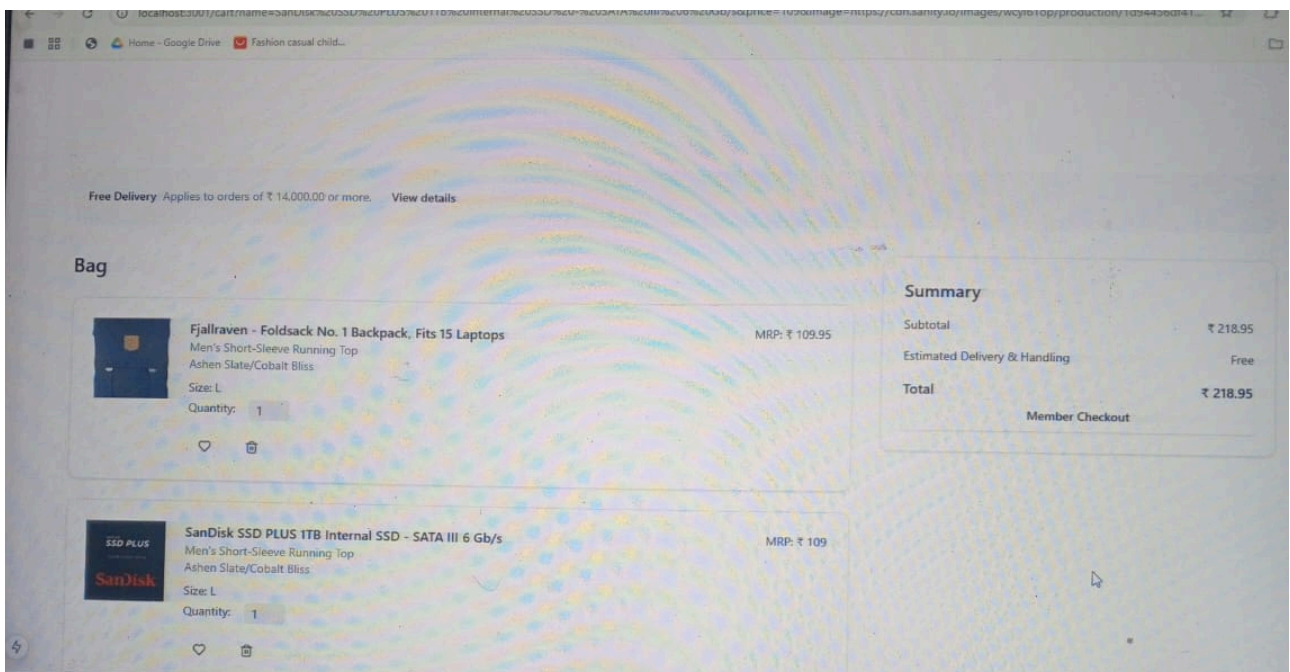 Home - Google Drive
Fashion casual child...
Free Delivery Applies to orders of ₹ 14,000.00 or more. View details
Bag
Fjallraven - Foldsack No. 1 Backpack, Fits 15 Laptops
MRP: ₹ 109.95
Men's Short-Sleeve Running Top
Ashen Slate/Cobalt Bliss
Size: L
Quantity: 1
SSD PLUS
SanDisk
SanDisk SSD PLUS 1TB Internal SSD - SATA III 6 Gb/s
MRP: ₹ 109
Men's Short-Sleeve Running Top
Ashen Slate/Cobalt Bliss
Size: L
Quantity: 1
Summary
Subtotal ₹ 218.95
Estimated Delivery & Handling Free
Total ₹ 218.95
Member Checkout